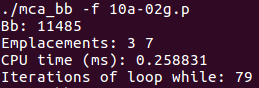 ./mca_bb -f 10a-02g.p
Bb: 11485
Emplacements: 3 7
CPU time (ms): 0.258831
Iterations of loop while: 79